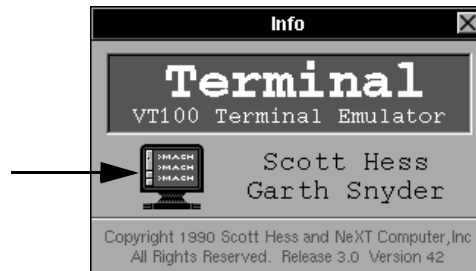 Info
Terminal
VT100 Terminal Emulator
>MACH
>MACH
>MACH
Scott Hess
Garth Snyder
Copyright 1990 Scott Hess and NeXT Computer,Inc
All Rights Reserved. Release 3.0 Version 42